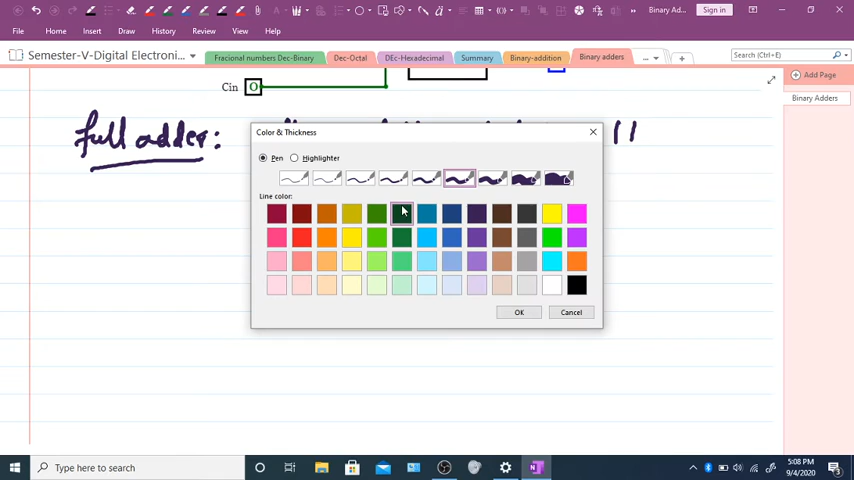 Binary Ad...
Sign in
File Home Insert Draw History Review View Help
Semester-V-Digital Electroni...
Fracional numbers Dec-Binary
Dec-Octal
DEc-Hexadecimal
Summary
Binary-addition
Binary adders
Search (Ctrl+E)
Add Page
Cin 0
Binary Adders
full adder:
Color & Thickness
Pen Highlighter
Line color:
OK Cancel
Type here to search
5:08 PM
9/4/2020